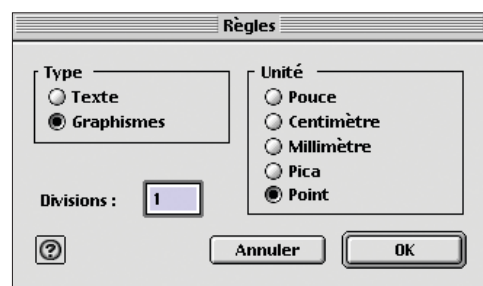 Règles
Type
Texte
Graphismes
Divisions :
1
Unité
Pouce
Centimètre
Millimètre
Pica
Point
?
Annuler
OK